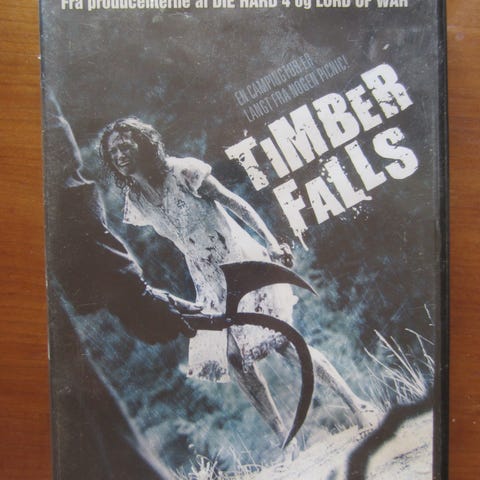 Fra producenterne af DIE HARD 4 og LORD OF WAR
EN CAMPINGTUR ER
LANGT FRA NOGEN PICNIC!
TIMBER
FALLS